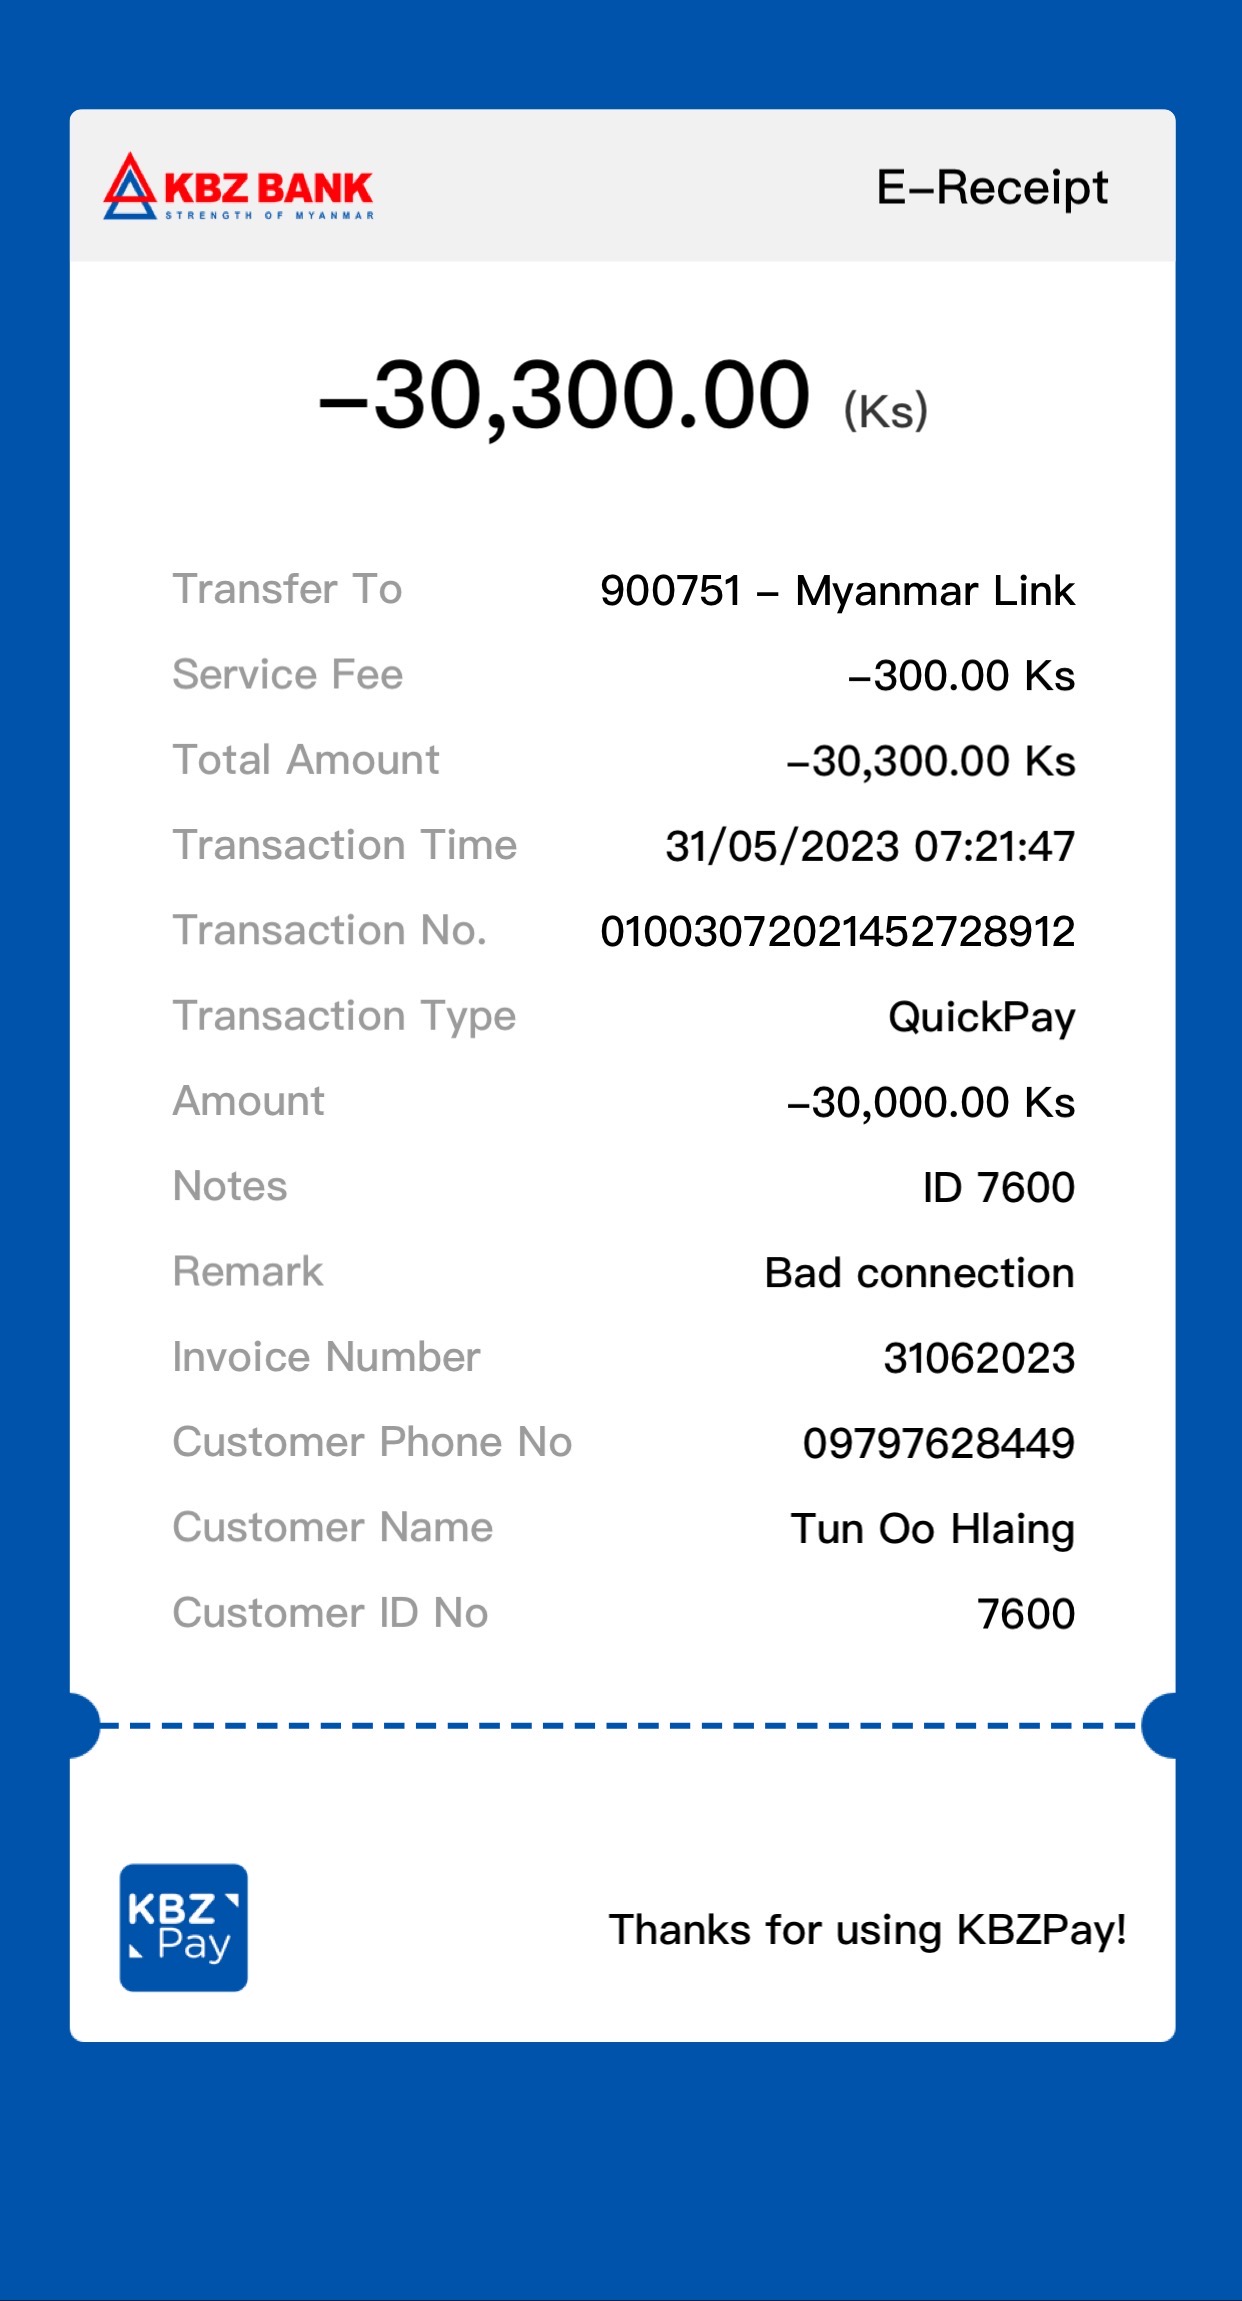 KBZ BANK
STRENGTH OF MYANMAR
E-Receipt
-30,300.00 (Ks)
Transfer To 900751 - Myanmar Link
Service Fee -300.00 Ks
Total Amount -30,300.00 Ks
Transaction Time 31/05/2023 07:21:47
Transaction No. 01003072021452728912
Transaction Type QuickPay
Amount -30,000.00 Ks
Notes ID 7600
Remark Bad connection
Invoice Number 31062023
Customer Phone No 09797628449
Customer Name Tun Oo Hlaing
Customer ID No 7600
KBZ
Pay
Thanks for using KBZPay!